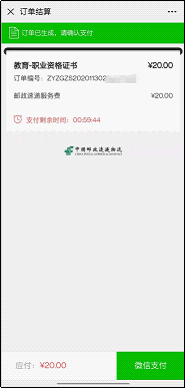 订单结算
订单已生成，请确认支付
教育-职业资格证书 ¥20.00
订单编号：ZYZGZS202011302
邮政速递服务费 ¥20.00
支付剩余时间：00:59:44
中国邮政速递物流
应付：¥20.00
微信支付